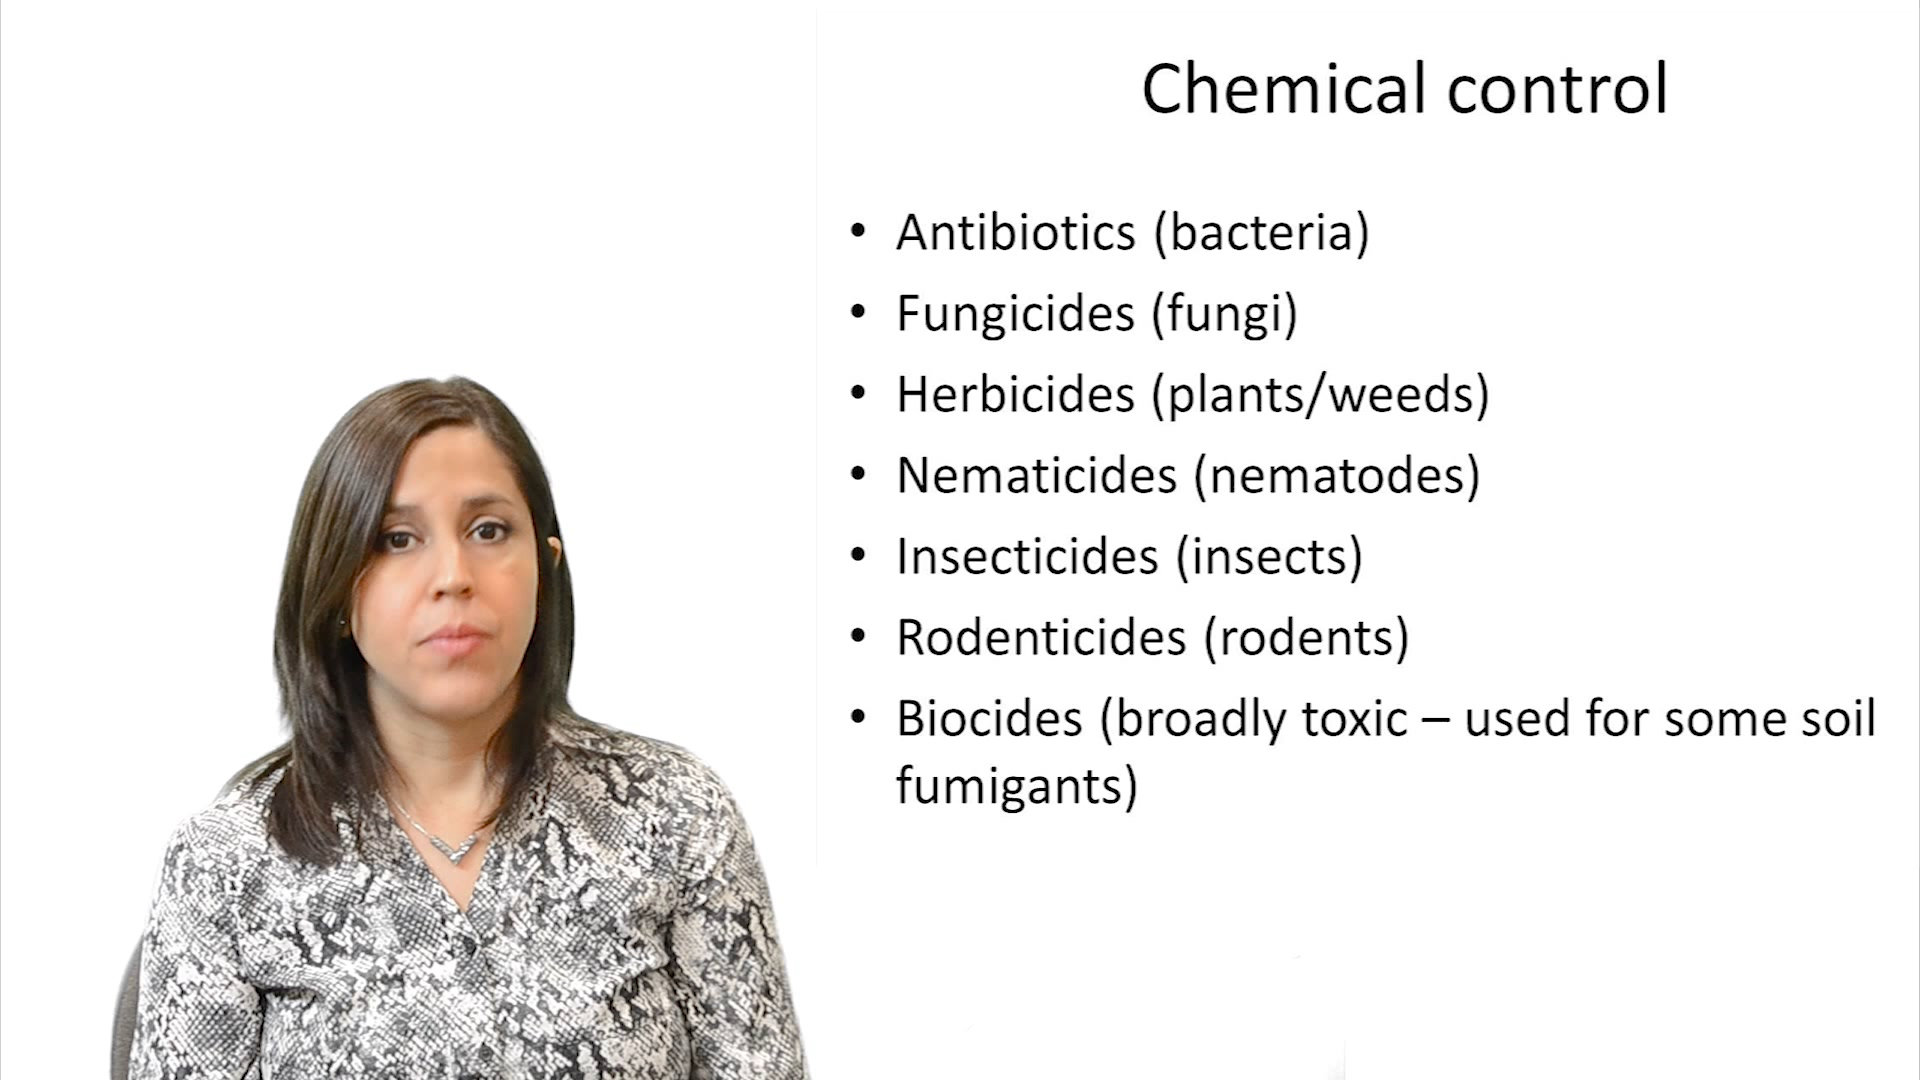 Chemical control
• Antibiotics (bacteria)
• Fungicides (fungi)
• Herbicides (plants/weeds)
• Nematicides (nematodes)
• Insecticides (insects)
• Rodenticides (rodents)
• Biocides (broadly toxic – used for some soil
fumigants)